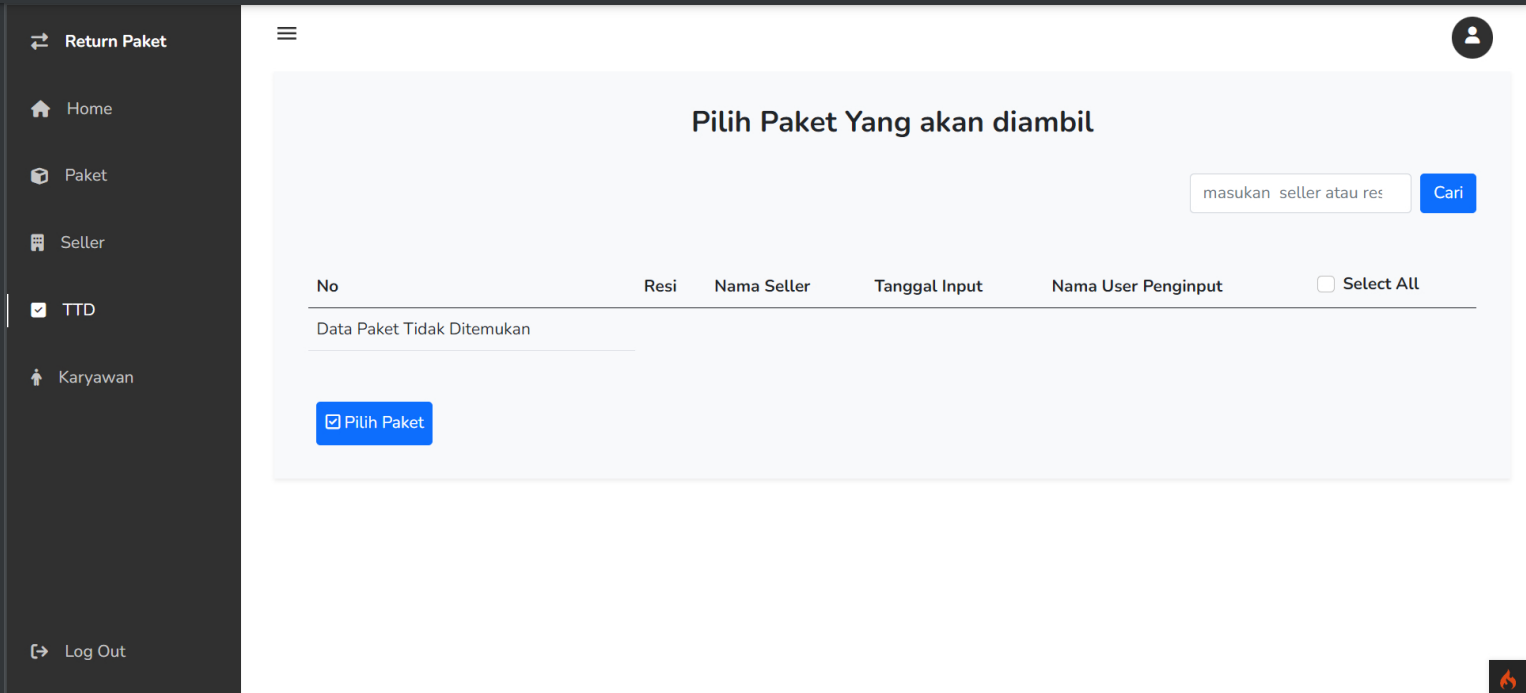 Return Paket
Home
Paket
Seller
TTD
Karyawan
Log Out
Pilih Paket Yang akan diambil
masukan seller atau res
Cari
No Resi Nama Seller Tanggal Input Nama User Penginput Select All
Data Paket Tidak Ditemukan
Pilih Paket